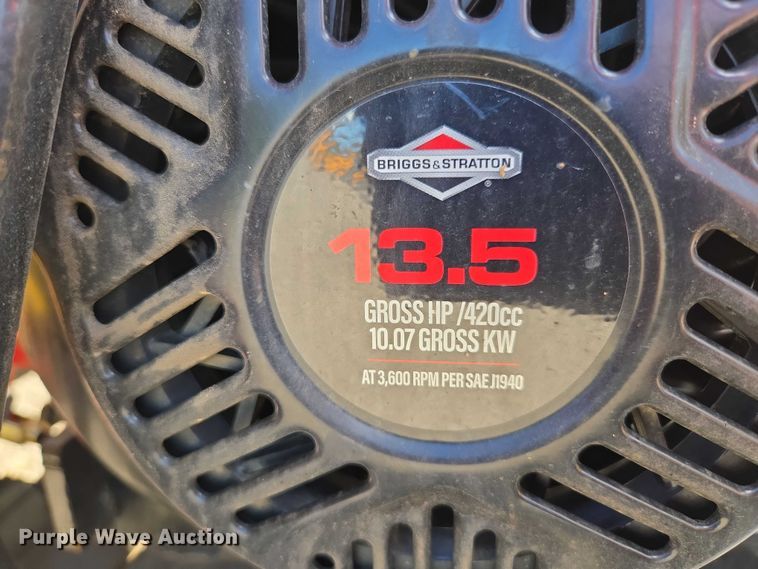 BRIGGS&STRATTON
®
13.5
GROSS HP /420cc
10.07 GROSS KW
AT 3,600 RPM PER SAE J1940
Purple Wave Auction